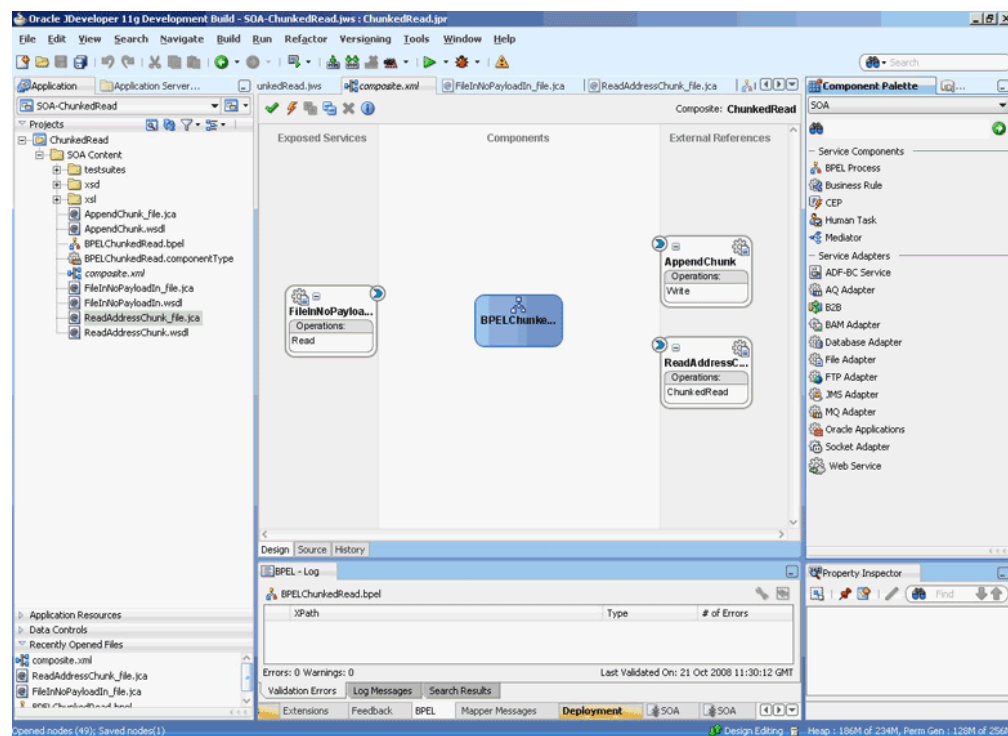 Oracle JDeveloper 11g Development Build - SOA-ChunkedRead.jws : ChunkedRead.jpr
File Edit View Search Navigate Build Run Refactor Versioning Tools Window Help
Search
Application
Application Server...
unkedRead.jws
composite.xml
FileInNoPayloadIn_file.jca
ReadAddressChunk_file.jca
Component Palette
SOA-ChunkedRead
Composite: ChunkedRead
SOA
Projects
ChunkedRead
SOA Content
testsuites
xsd
xsl
AppendChunk_file.jca
AppendChunk.wsdl
BPELChunkedRead.bpel
BPELChunkedRead.componentType
composite.xml
FileInNoPayloadIn_file.jca
FileInNoPayloadIn.wsdl
ReadAddressChunk_file.jca
ReadAddressChunk.wsdl
Exposed Services
Components
External References
FileInNoPayloa...
Operations:
Read
BPELChunke...
AppendChunk
Operations:
Write
ReadAddressC...
Operations:
ChunkedRead
Service Components
BPEL Process
Business Rule
CEP
Human Task
Mediator
Service Adapters
ADF-BC Service
AQ Adapter
B2B
BAM Adapter
Database Adapter
File Adapter
FTP Adapter
JMS Adapter
MQ Adapter
Oracle Applications
Socket Adapter
Web Service
Design Source History
BPEL - Log
BPELChunkedRead.bpel
XPath Type # of Errors
Errors: 0 Warnings: 0
Last Validated On: 21 Oct 2008 11:30:12 GMT
Validation Errors Log Messages Search Results
Extensions Feedback BPEL Mapper Messages Deployment SOA SOA
Property Inspector
Find
Application Resources
Data Controls
Recently Opened Files
composite.xml
ReadAddressChunk_file.jca
FileInNoPayloadIn_file.jca
BPELChunkedRead.bpel
Opened nodes (49); Saved nodes(1)
Design Editing
Heap : 186M of 234M, Perm Gen : 128M of 256M